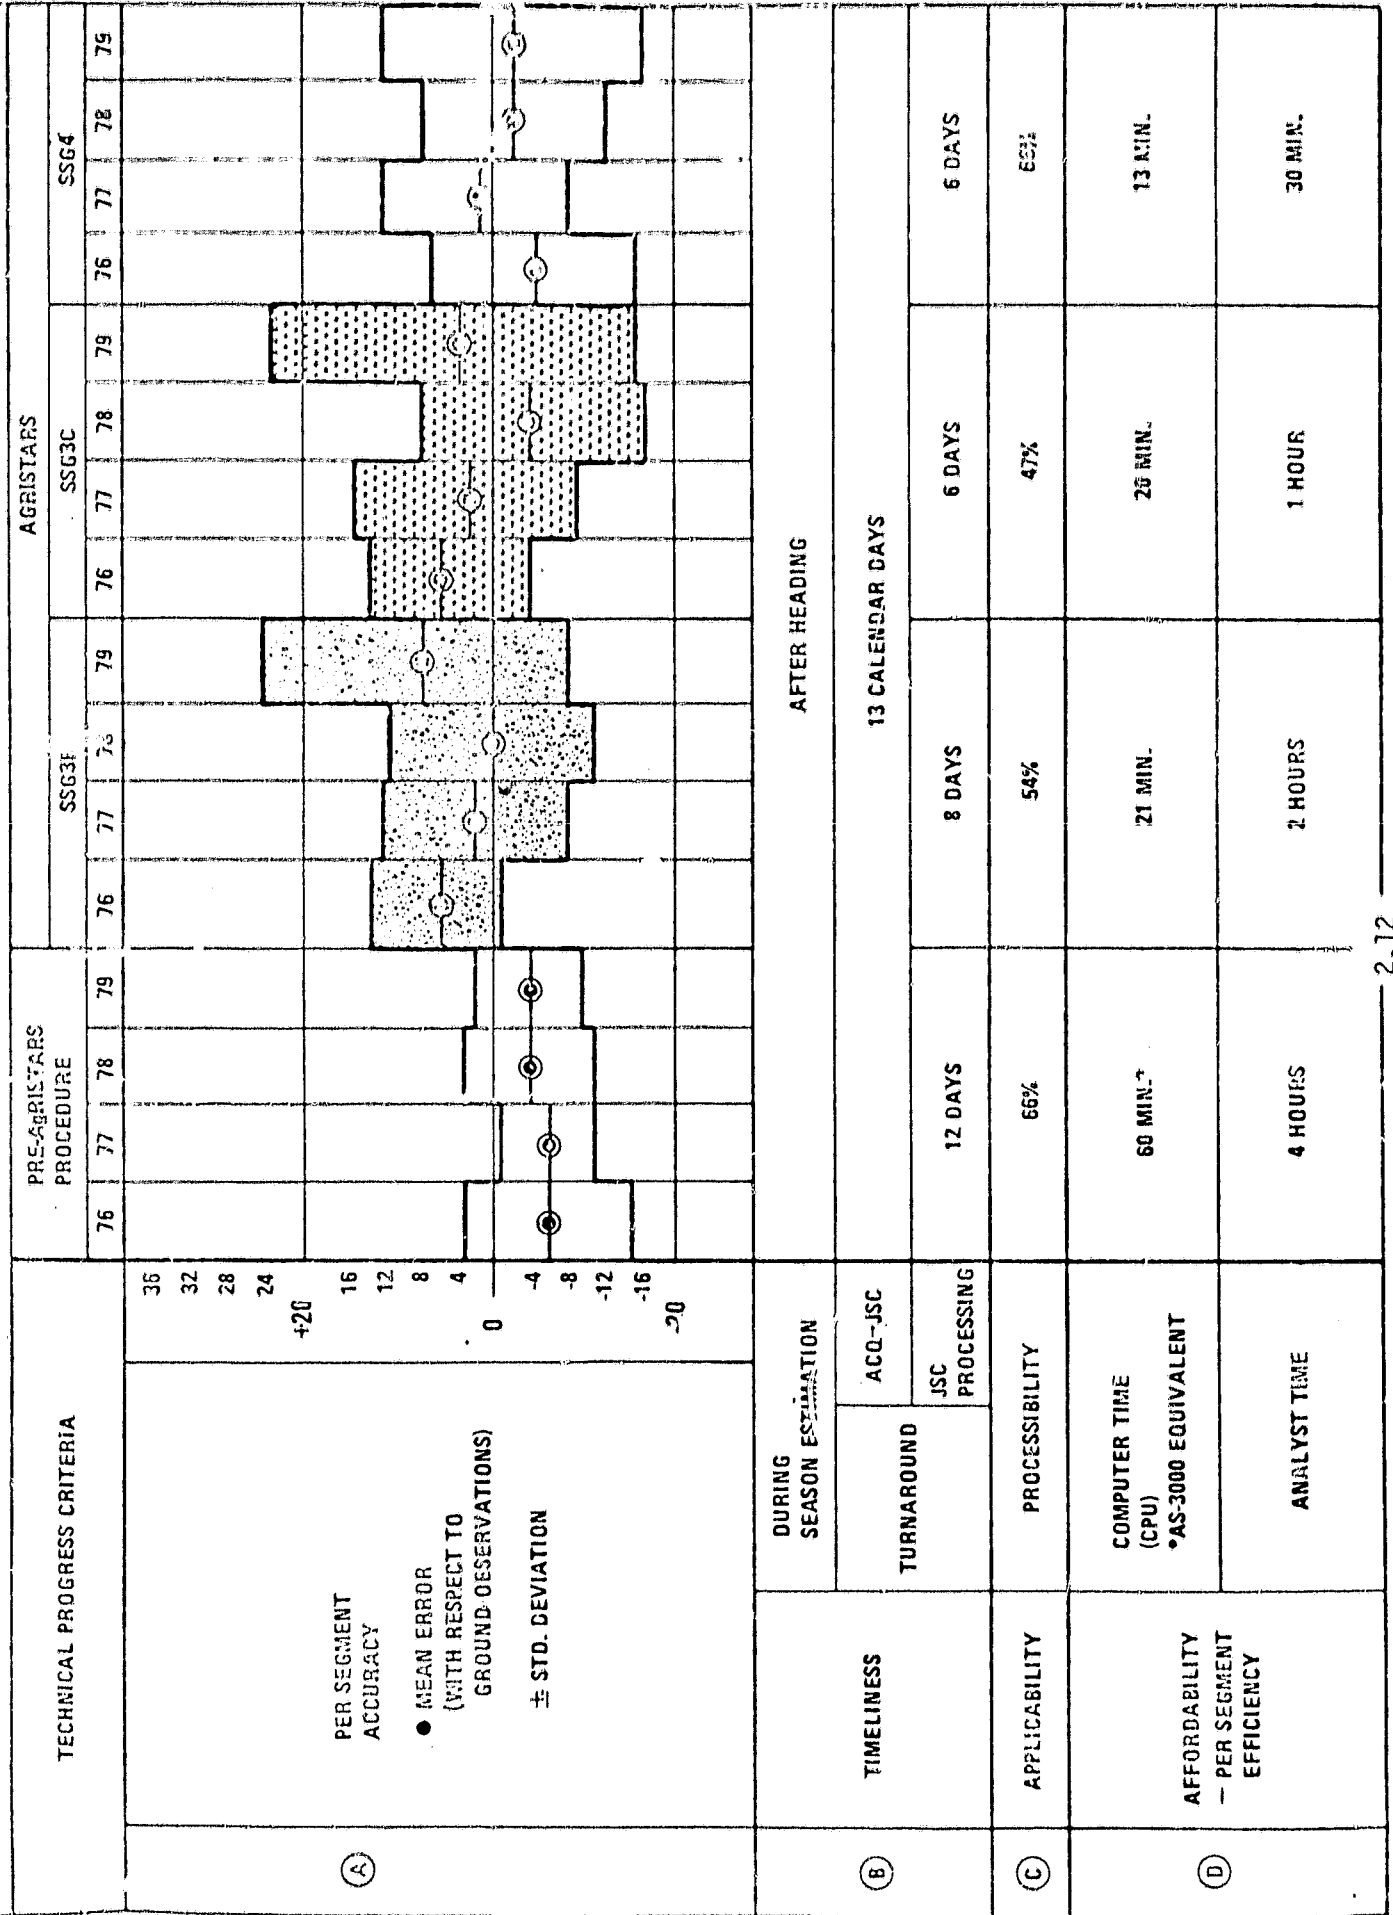 TECHNICAL PROGRESS CRITERIA
PRE-AgRISTARS
PROCEDURE
AGRISTARS
SSG3C
SSG4
76 77 78 79
76 77 79
76 77 78 79
76 77 78 79
A
PER SEGMENT
ACCURACY
● MEAN ERROR
(WITH RESPECT TO
GROUND OBSERVATIONS)
± STD. DEVIATION
36
32
28
24
+20
16
12
8
4
0
-4
-8
-12
-16
-20
B
TIMELINESS
DURING
SEASON ESTIMATION
AFTER HEADING
TURNAROUND
ACQ-JSC
13 CALENDAR DAYS
JSC
PROCESSING
12 DAYS
8 DAYS
6 DAYS
6 DAYS
C
APPLICABILITY
PROCESSIBILITY
66%
54%
47%
D
AFFORDABILITY
— PER SEGMENT
EFFICIENCY
COMPUTER TIME
(CPU)
*AS-3000 EQUIVALENT
60 MIN.*
21 MIN.
20 MIN.
13 MIN.
ANALYST TIME
4 HOURS
2 HOURS
1 HOUR
30 MIN.
2-12